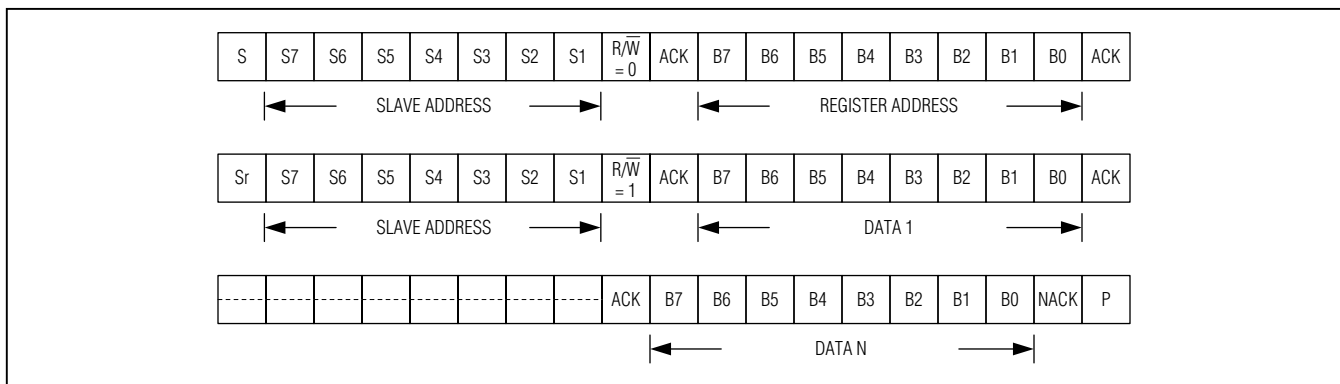 S S7 S6 S5 S4 S3 S2 S1 R/W̅ = 0 ACK B7 B6 B5 B4 B3 B2 B1 B0 ACK
SLAVE ADDRESS REGISTER ADDRESS
Sr S7 S6 S5 S4 S3 S2 S1 R/W̅ = 1 ACK B7 B6 B5 B4 B3 B2 B1 B0 ACK
SLAVE ADDRESS DATA 1
ACK B7 B6 B5 B4 B3 B2 B1 B0 NACK P
DATA N